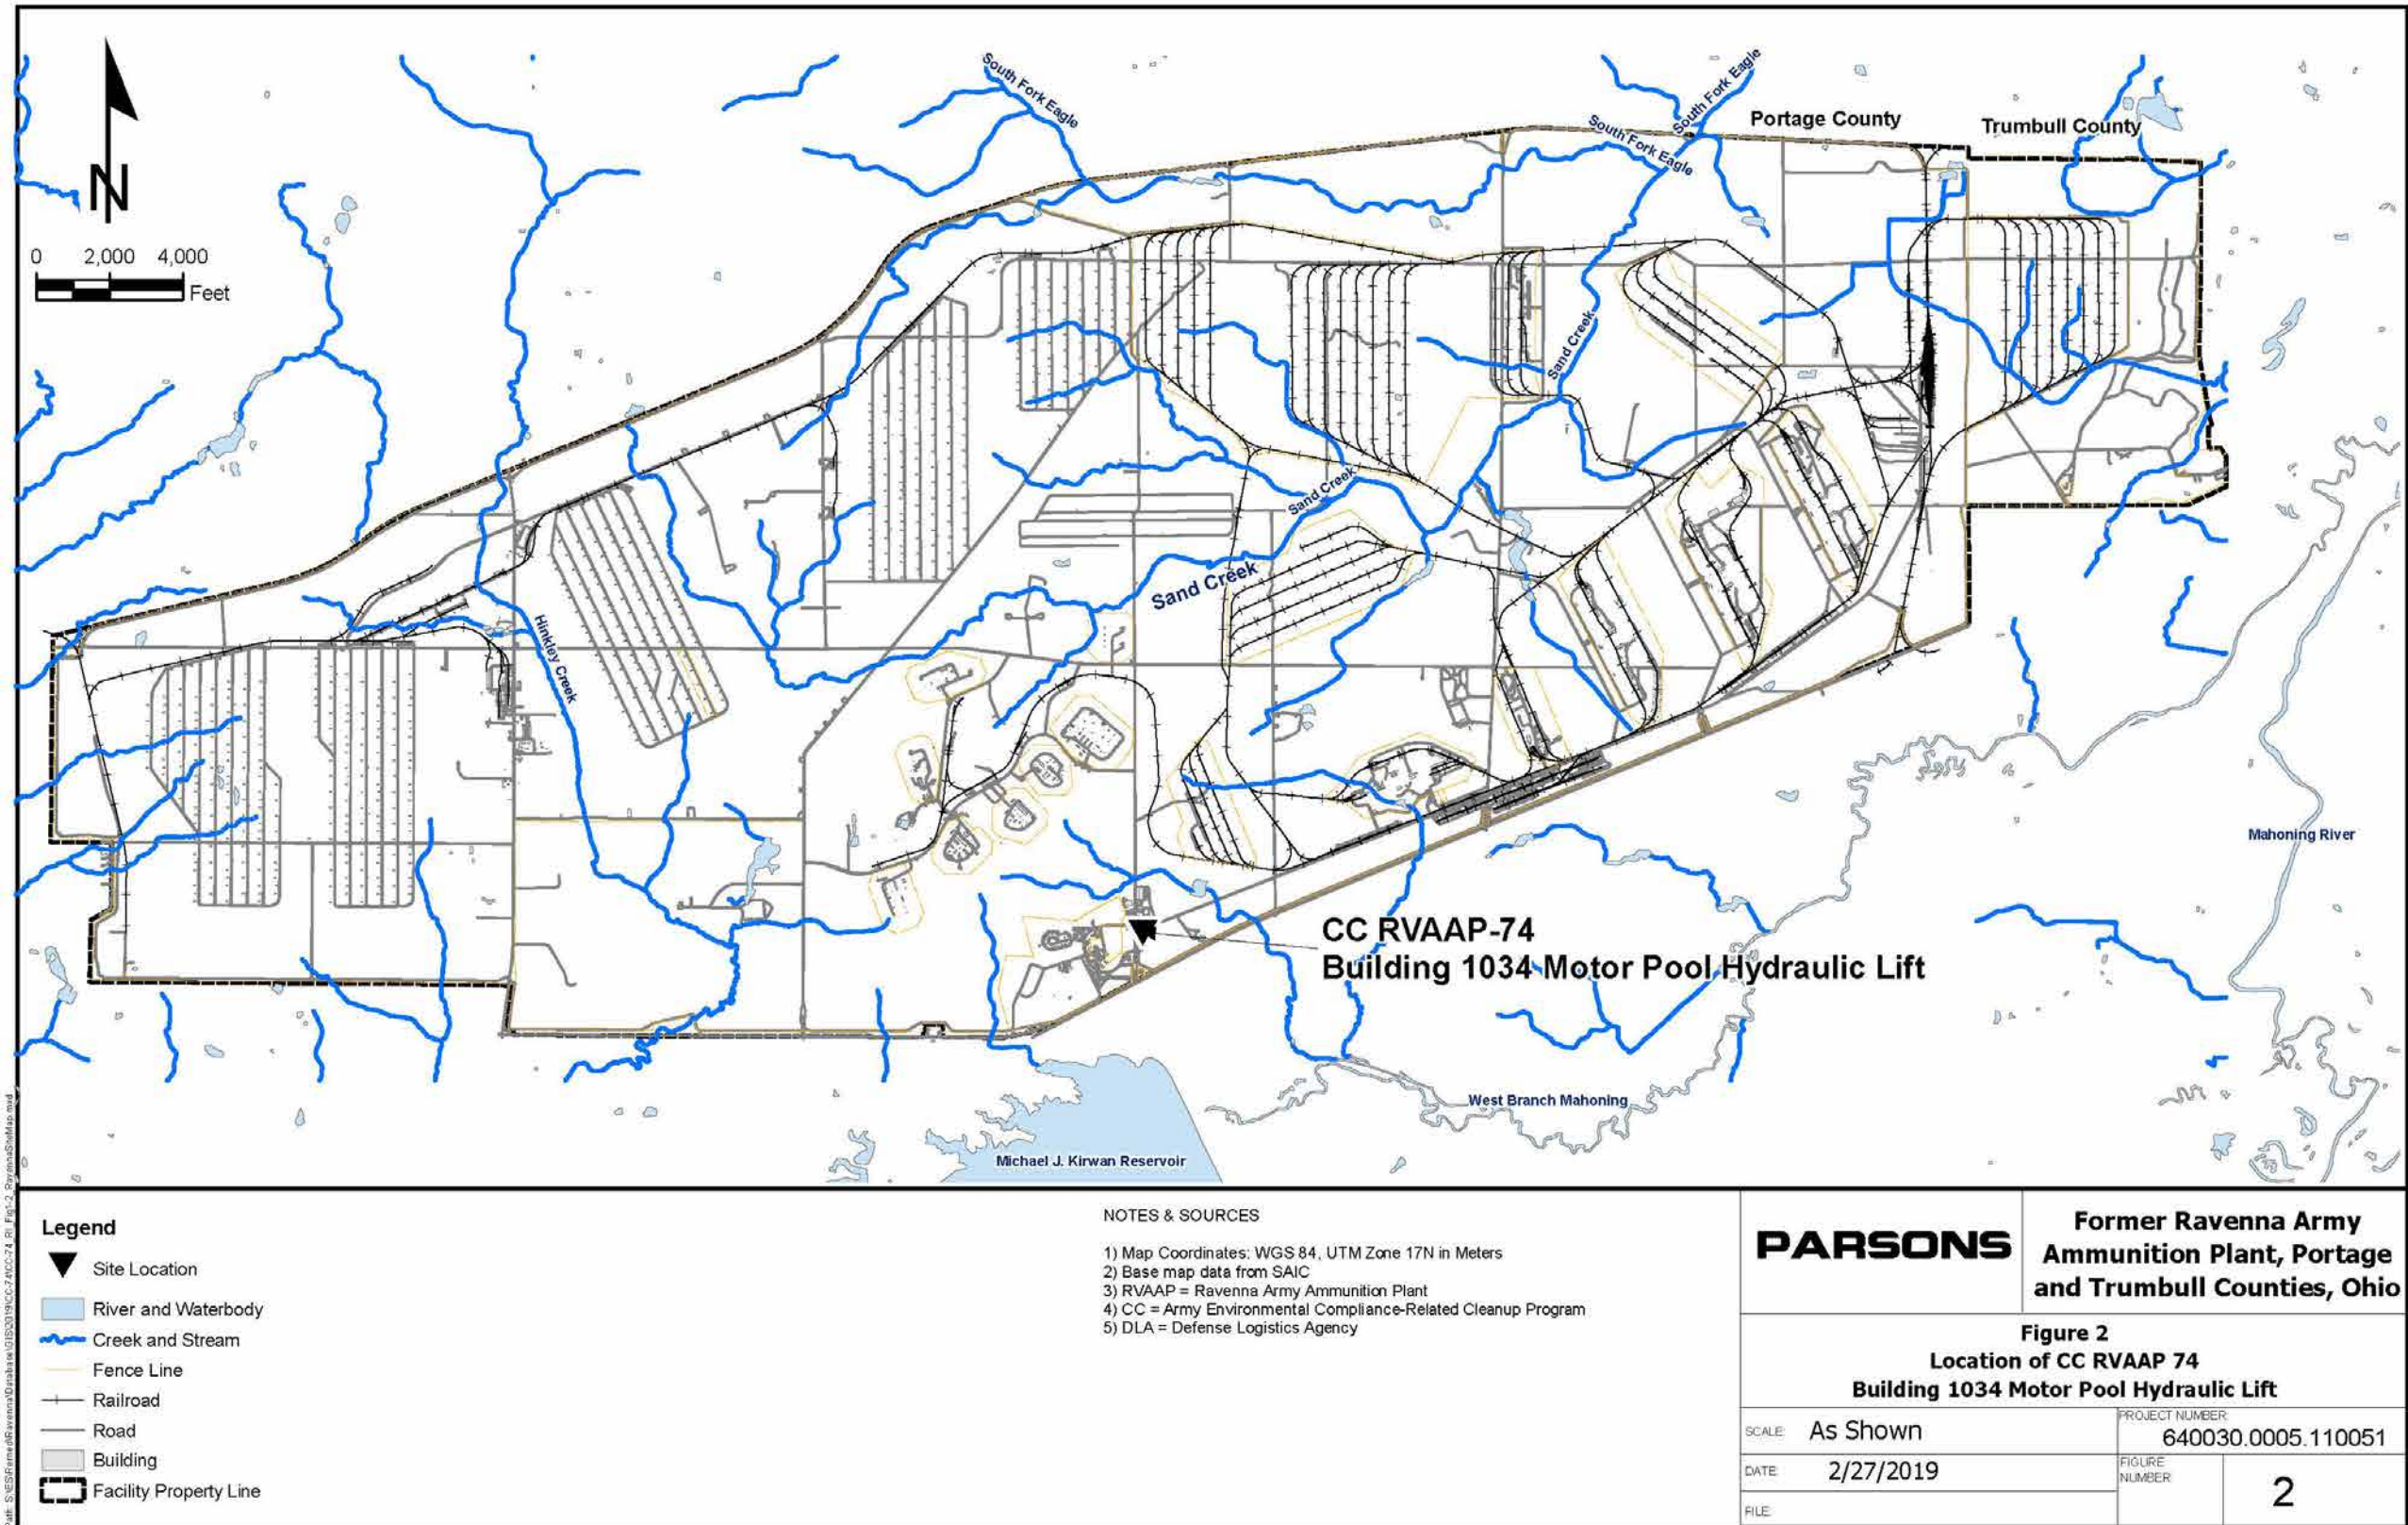 South Fork Eagle
South Fork Eagle
South Fork Eagle
Portage County
Trumbull County
N
0 2,000 4,000
Feet
Sand Creek
Sand Creek
Sand Creek
Hinkley Creek
Mahoning River
CC RVAAP-74
Building 1034 Motor Pool Hydraulic Lift
West Branch Mahoning
Michael J. Kirwan Reservoir
Legend
Site Location
River and Waterbody
Creek and Stream
Fence Line
Railroad
Road
Building
Facility Property Line
NOTES & SOURCES
1) Map Coordinates: WGS 84, UTM Zone 17N in Meters
2) Base map data from SAIC
3) RVAAP = Ravenna Army Ammunition Plant
4) CC = Army Environmental Compliance-Related Cleanup Program
5) DLA = Defense Logistics Agency
PARSONS
Former Ravenna Army
Ammunition Plant, Portage
and Trumbull Counties, Ohio
Figure 2
Location of CC RVAAP 74
Building 1034 Motor Pool Hydraulic Lift
SCALE: As Shown
PROJECT NUMBER:
640030.0005.110051
DATE: 2/27/2019
FIGURE
NUMBER
2
FILE: